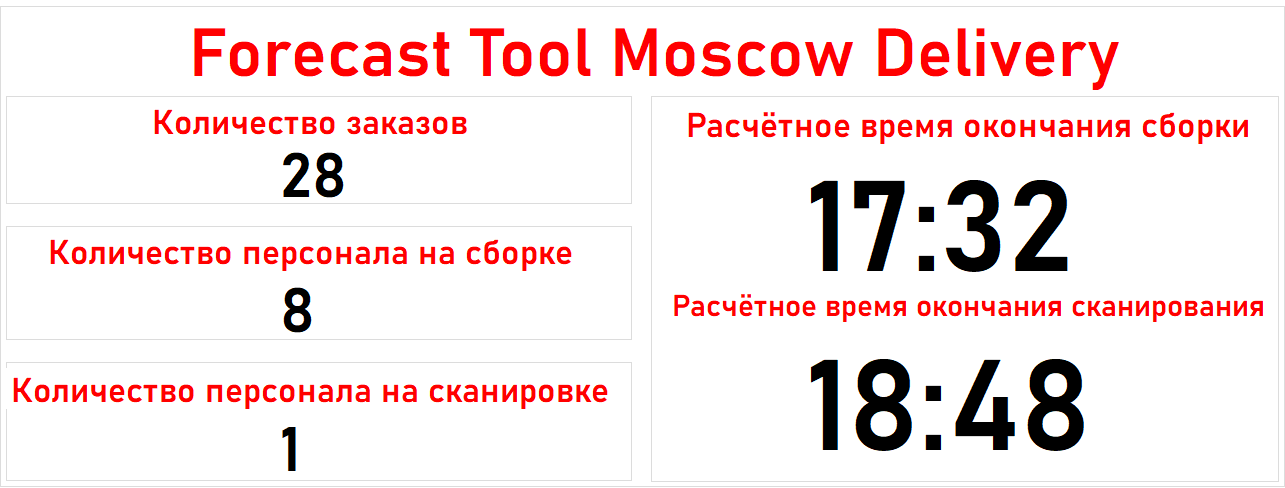 Forecast Tool Moscow Delivery
Количество заказов
28
Количество персонала на сборке
8
Количество персонала на сканировке
1
Расчётное время окончания сборки
17:32
Расчётное время окончания сканирования
18:48